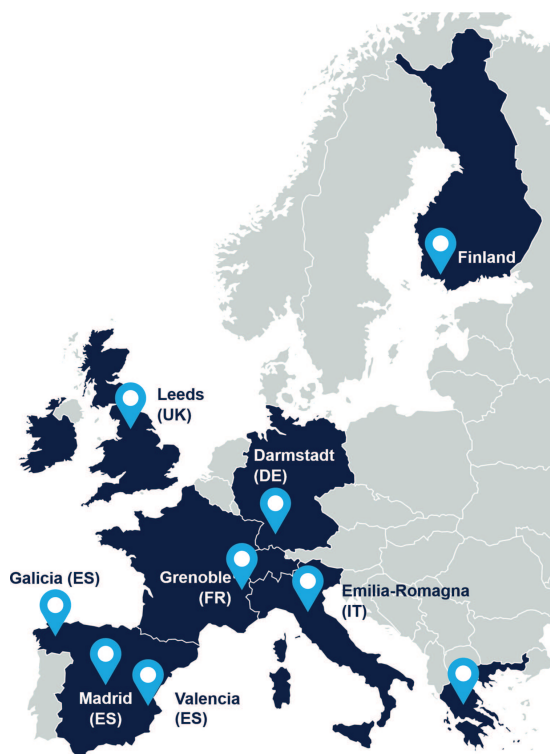 Finland
Leeds
(UK)
Darmstadt
(DE)
Galicia (ES)
Grenoble
(FR)
Emilia-Romagna
(IT)
Madrid
(ES)
Valencia
(ES)